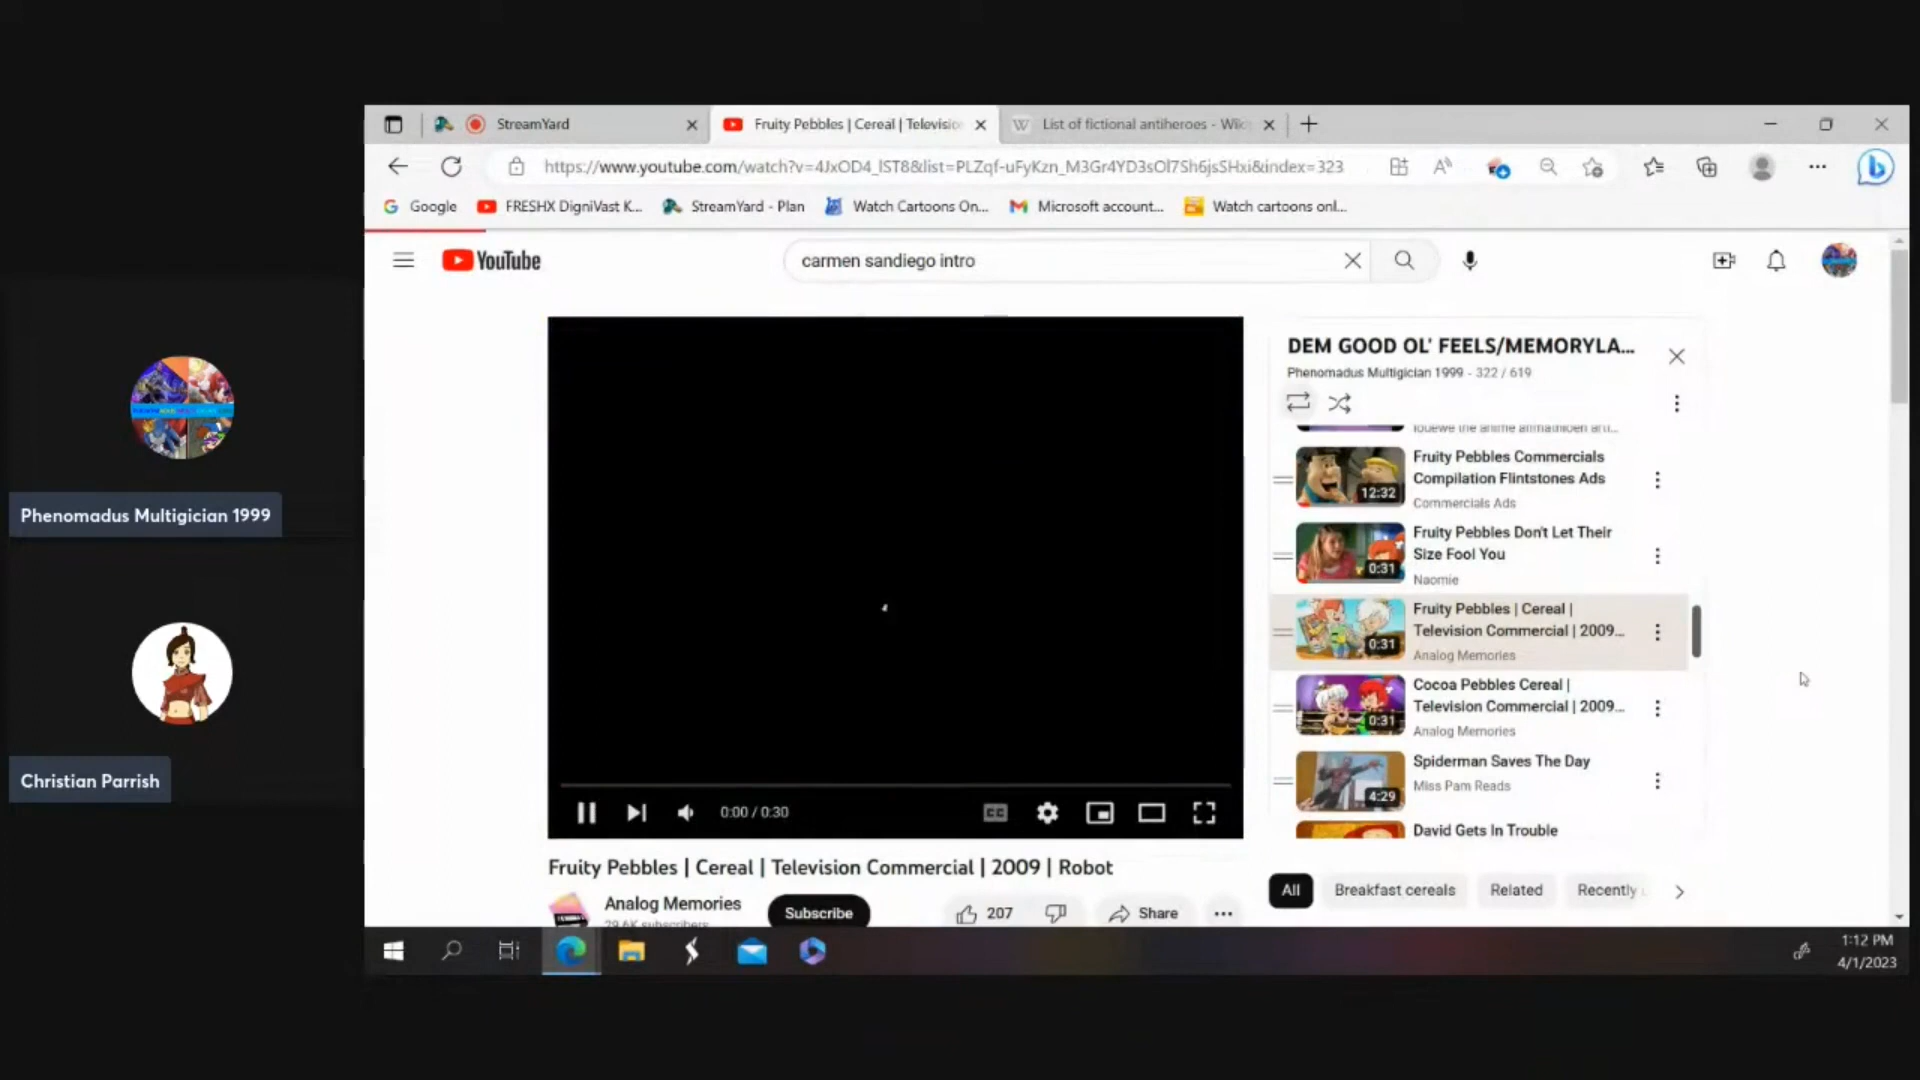 StreamYard
Fruity Pebbles | Cereal | Televisio
List of fictional antiheroes - Wik
https://www.youtube.com/watch?v=4JxOD4_lST8&list=PLZqf-uFyKzn_M3Gr4YD3sOl7Sh6jsSHxi&index=323
Google
FRESHX DigniVast K...
StreamYard - Plan
Watch Cartoons On...
Microsoft account...
Watch cartoons onl...
YouTube
carmen sandiego intro
DEM GOOD OL' FEELS/MEMORYLA...
Phenomadus Multigician 1999 - 322 / 619
Fruity Pebbles Commercials
Compilation Flintstones Ads
12:32
Commercials Ads
Fruity Pebbles Don't Let Their
Size Fool You
0:31
Naomie
Fruity Pebbles | Cereal |
Television Commercial | 2009...
0:31
Analog Memories
Cocoa Pebbles Cereal |
Television Commercial | 2009...
0:31
Analog Memories
Spiderman Saves The Day
Miss Pam Reads
4:29
David Gets In Trouble
Phenomadus Multigician 1999
Christian Parrish
0:00 / 0:30
CC
Fruity Pebbles | Cereal | Television Commercial | 2009 | Robot
Analog Memories
29.6K subscribers
Subscribe
207
Share
All
Breakfast cereals
Related
Recently
1:12 PM
4/1/2023